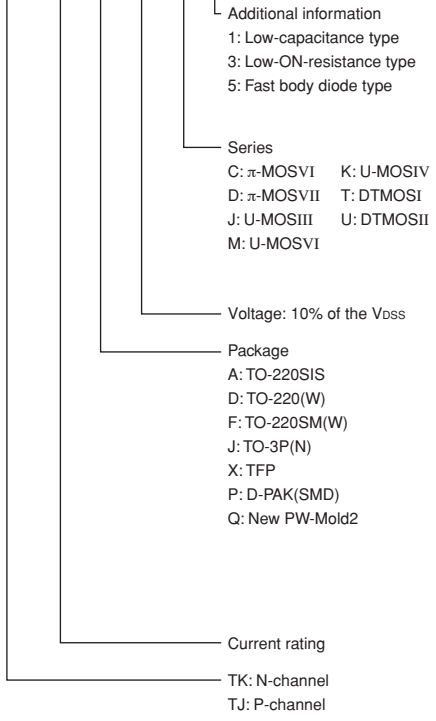 Additional information
1: Low-capacitance type
3: Low-ON-resistance type
5: Fast body diode type
Series
C: π-MOSVI K: U-MOSIV
D: π-MOSVII T: DTMOSI
J: U-MOSIII U: DTMOSII
M: U-MOSVI
Voltage: 10% of the VDSS
Package
A: TO-220SIS
D: TO-220(W)
F: TO-220SM(W)
J: TO-3P(N)
X: TFP
P: D-PAK(SMD)
Q: New PW-Mold2
Current rating
TK: N-channel
TJ: P-channel